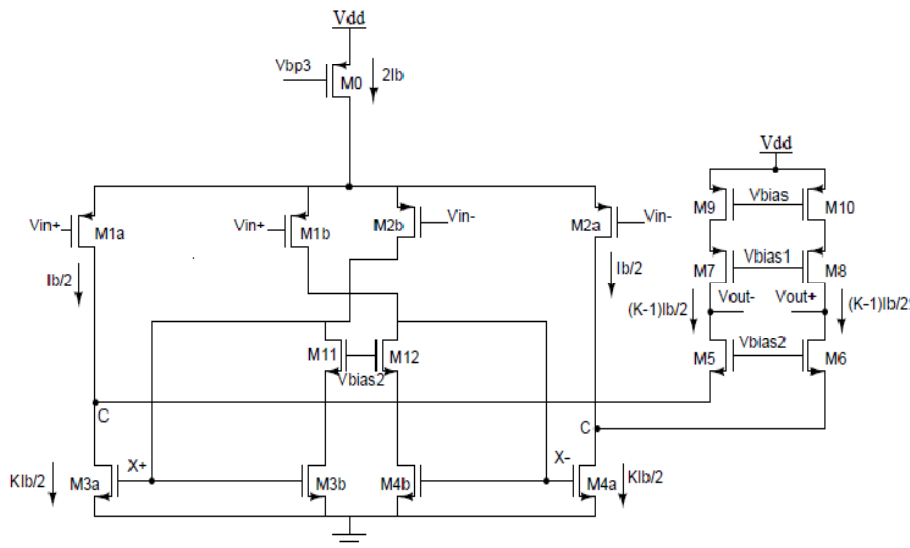 Vdd
Vbp3
M0
2Ib
Vdd
M9
Vbias
M10
Vin+
M1a
Vin+
M1b
M2b
Vin-
M2a
Vin-
Ib/2
Ib/2
M7
Vbias1
M8
(K-1)Ib/2
Vout-
Vout+
(K-1)Ib/2
M11
M12
Vbias2
M5
Vbias2
M6
C
C
X+
X-
KIb/2
M3a
M3b
M4b
M4a
KIb/2